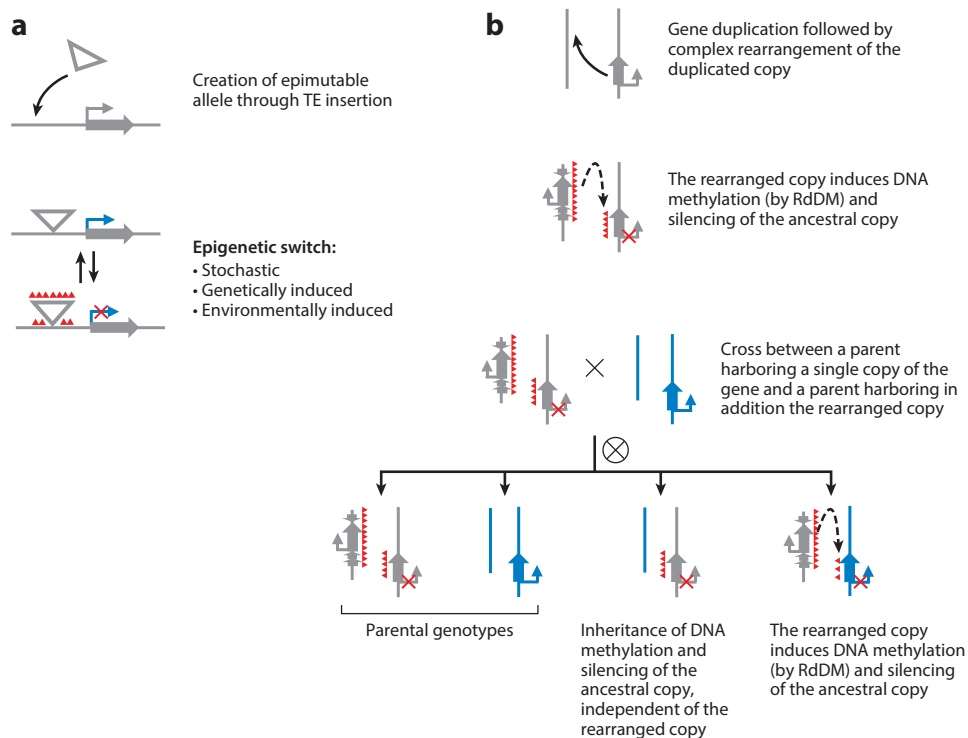 a
Creation of epimutable
allele through TE insertion
Epigenetic switch:
• Stochastic
• Genetically induced
• Environmentally induced
b
Gene duplication followed by
complex rearrangement of the
duplicated copy
The rearranged copy induces DNA
methylation (by RdDM) and
silencing of the ancestral copy
Cross between a parent
harboring a single copy of the
gene and a parent harboring in
addition the rearranged copy
Parental genotypes
Inheritance of DNA
methylation and
silencing of the
ancestral copy,
independent of the
rearranged copy
The rearranged copy
induces DNA methylation
(by RdDM) and silencing
of the ancestral copy